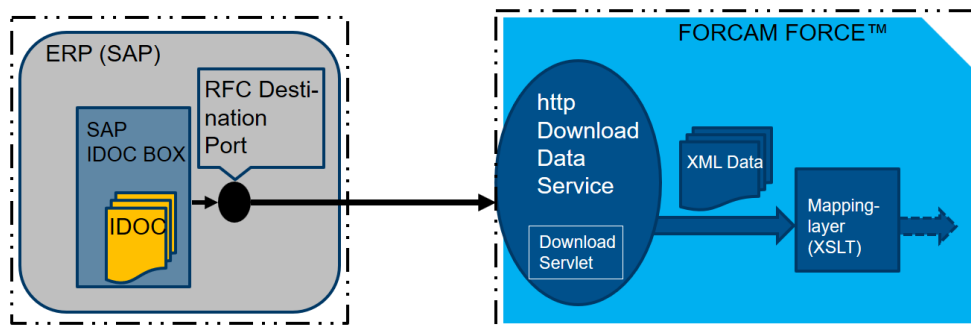 ERP (SAP)
RFC Desti-
nation
Port
SAP
IDOC BOX
IDOC
FORCAM FORCE™
http
Download
Data
Service
Download
Servlet
XML Data
Mapping-
layer
(XSLT)